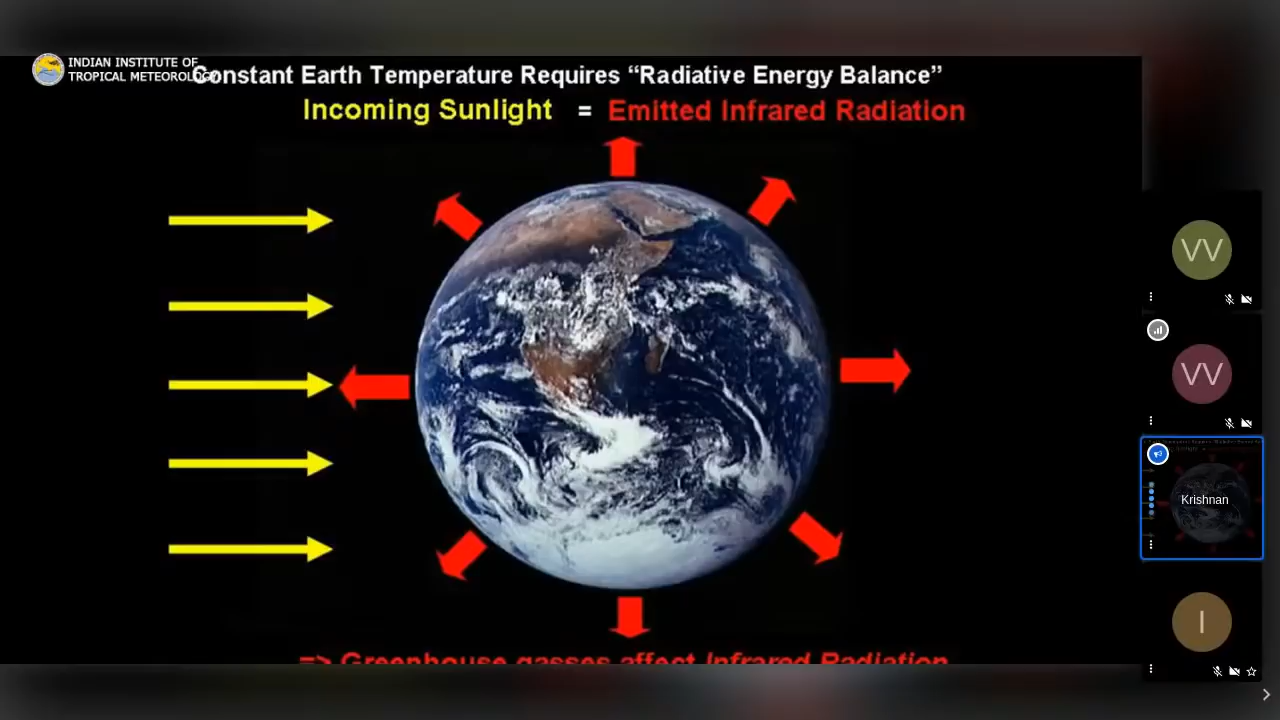 INDIAN INSTITUTE OF
TROPICAL METEOROLOGY
Constant Earth Temperature Requires “Radiative Energy Balance”
Incoming Sunlight = Emitted Infrared Radiation
VV
VV
Krishnan
I
=> Greenhouse gasses affect Infrared Radiation